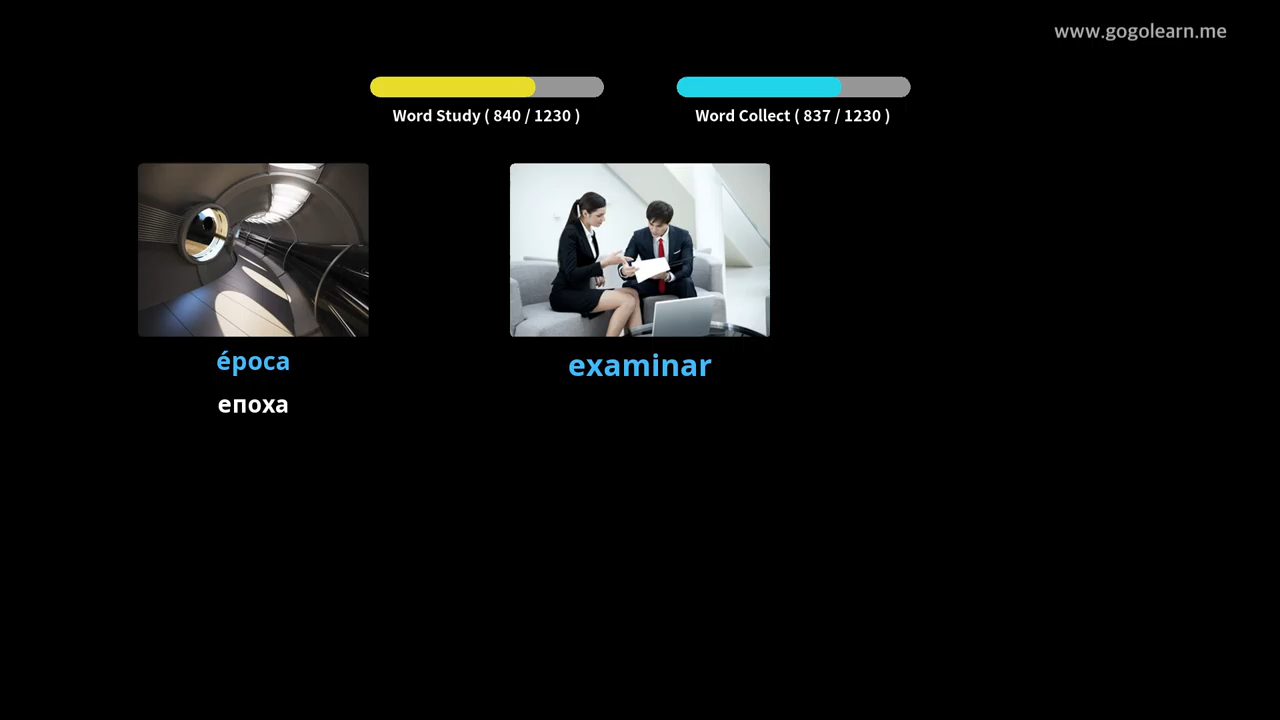 www.gogolearn.me
Word Study ( 840 / 1230 )
Word Collect ( 837 / 1230 )
época
епоха
examinar